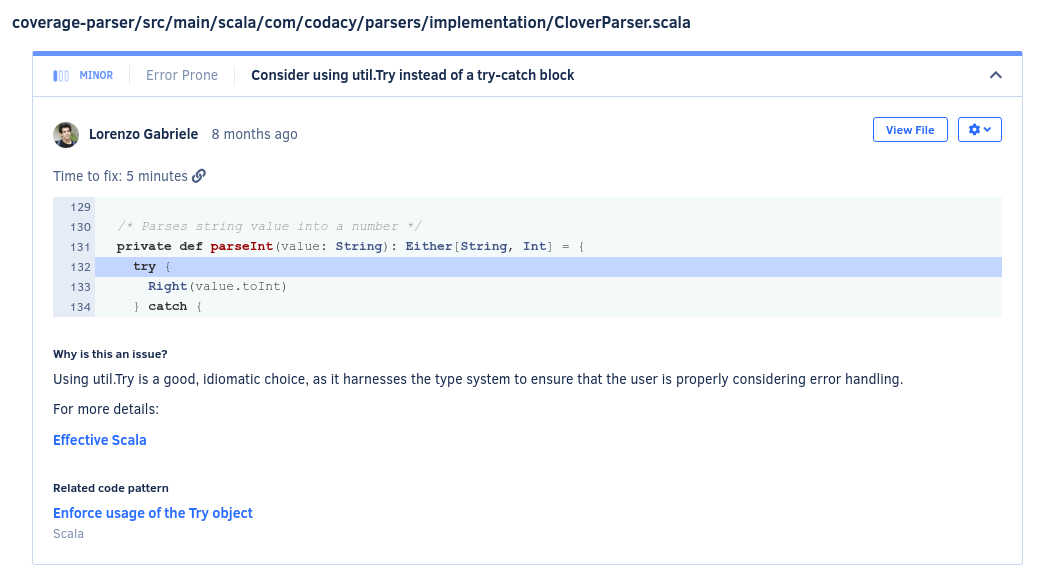 coverage-parser/src/main/scala/com/codacy/parsers/implementation/CloverParser.scala
MINOR Error Prone Consider using util.Try instead of a try-catch block
Lorenzo Gabriele 8 months ago View File
Time to fix: 5 minutes
129
130 /* Parses string value into a number */
131 private def parseInt(value: String): Either[String, Int] = {
132 try {
133 Right(value.toInt)
134 } catch {
Why is this an issue?
Using util.Try is a good, idiomatic choice, as it harnesses the type system to ensure that the user is properly considering error handling.
For more details:
Effective Scala
Related code pattern
Enforce usage of the Try object
Scala